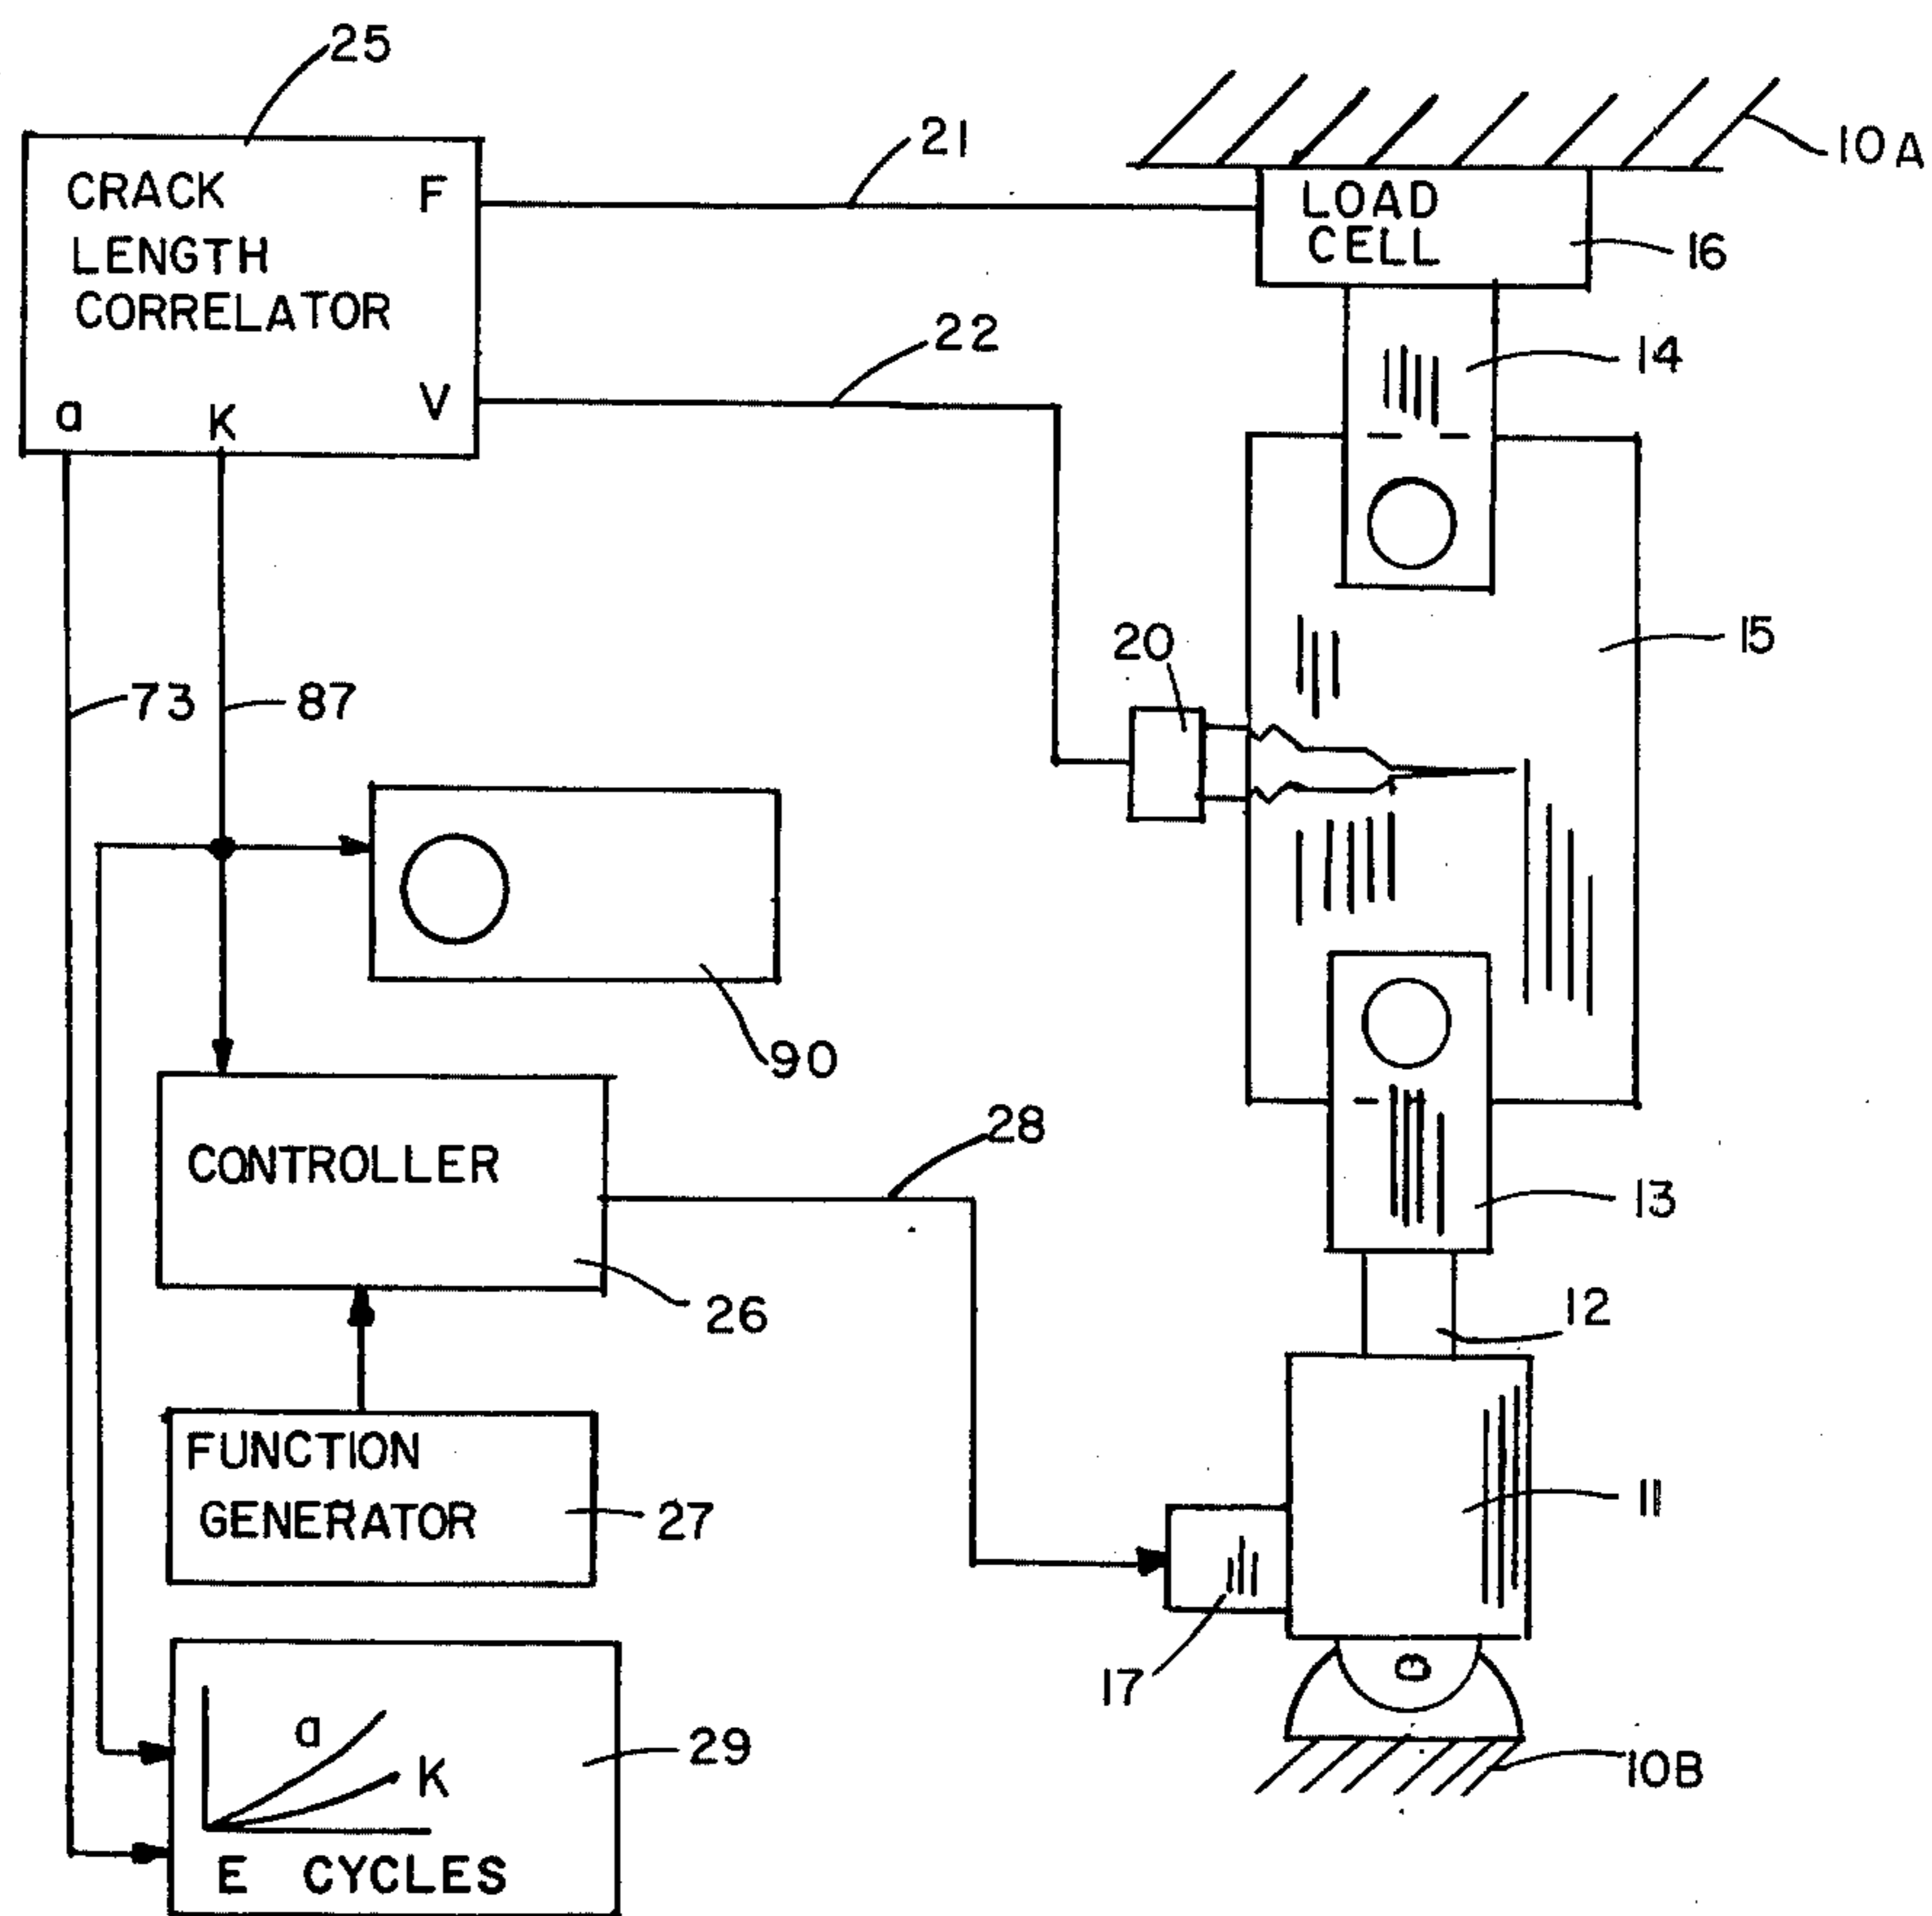 25
CRACK
LENGTH
CORRELATOR
F
V
a
K
21
22
LOAD
CELL
10A
16
14
15
20
73
87
90
CONTROLLER
26
28
13
12
FUNCTION
GENERATOR
27
11
17
a
K
E CYCLES
29
10B